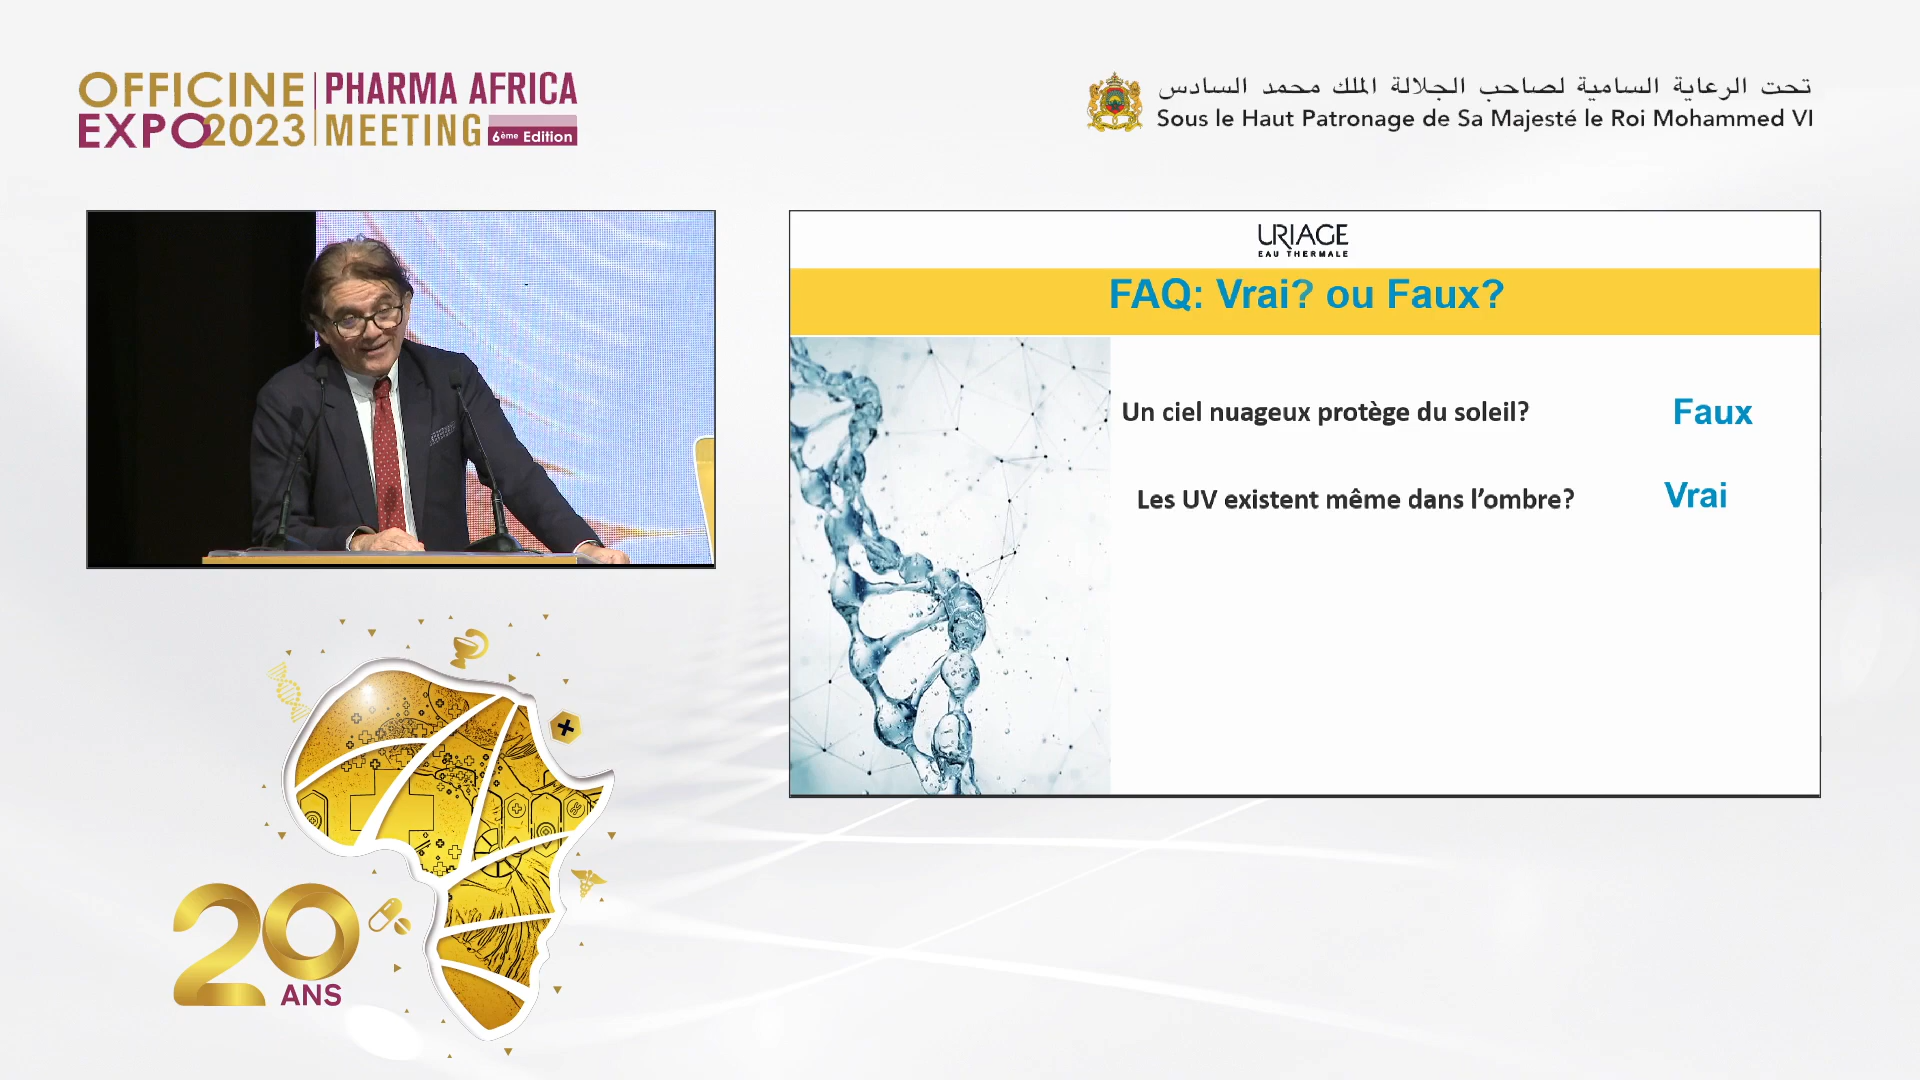 OFFICINE
EXPO2023
PHARMA AFRICA
MEETING
6ème Edition
تحت الرعاية السامية لصاحب الجلالة الملك محمد السادس
Sous le Haut Patronage de Sa Majesté le Roi Mohammed VI
URIAGE
EAU THERMALE
FAQ: Vrai? ou Faux?
Un ciel nuageux protège du soleil? Faux
Les UV existent même dans l’ombre? Vrai
20
ANS